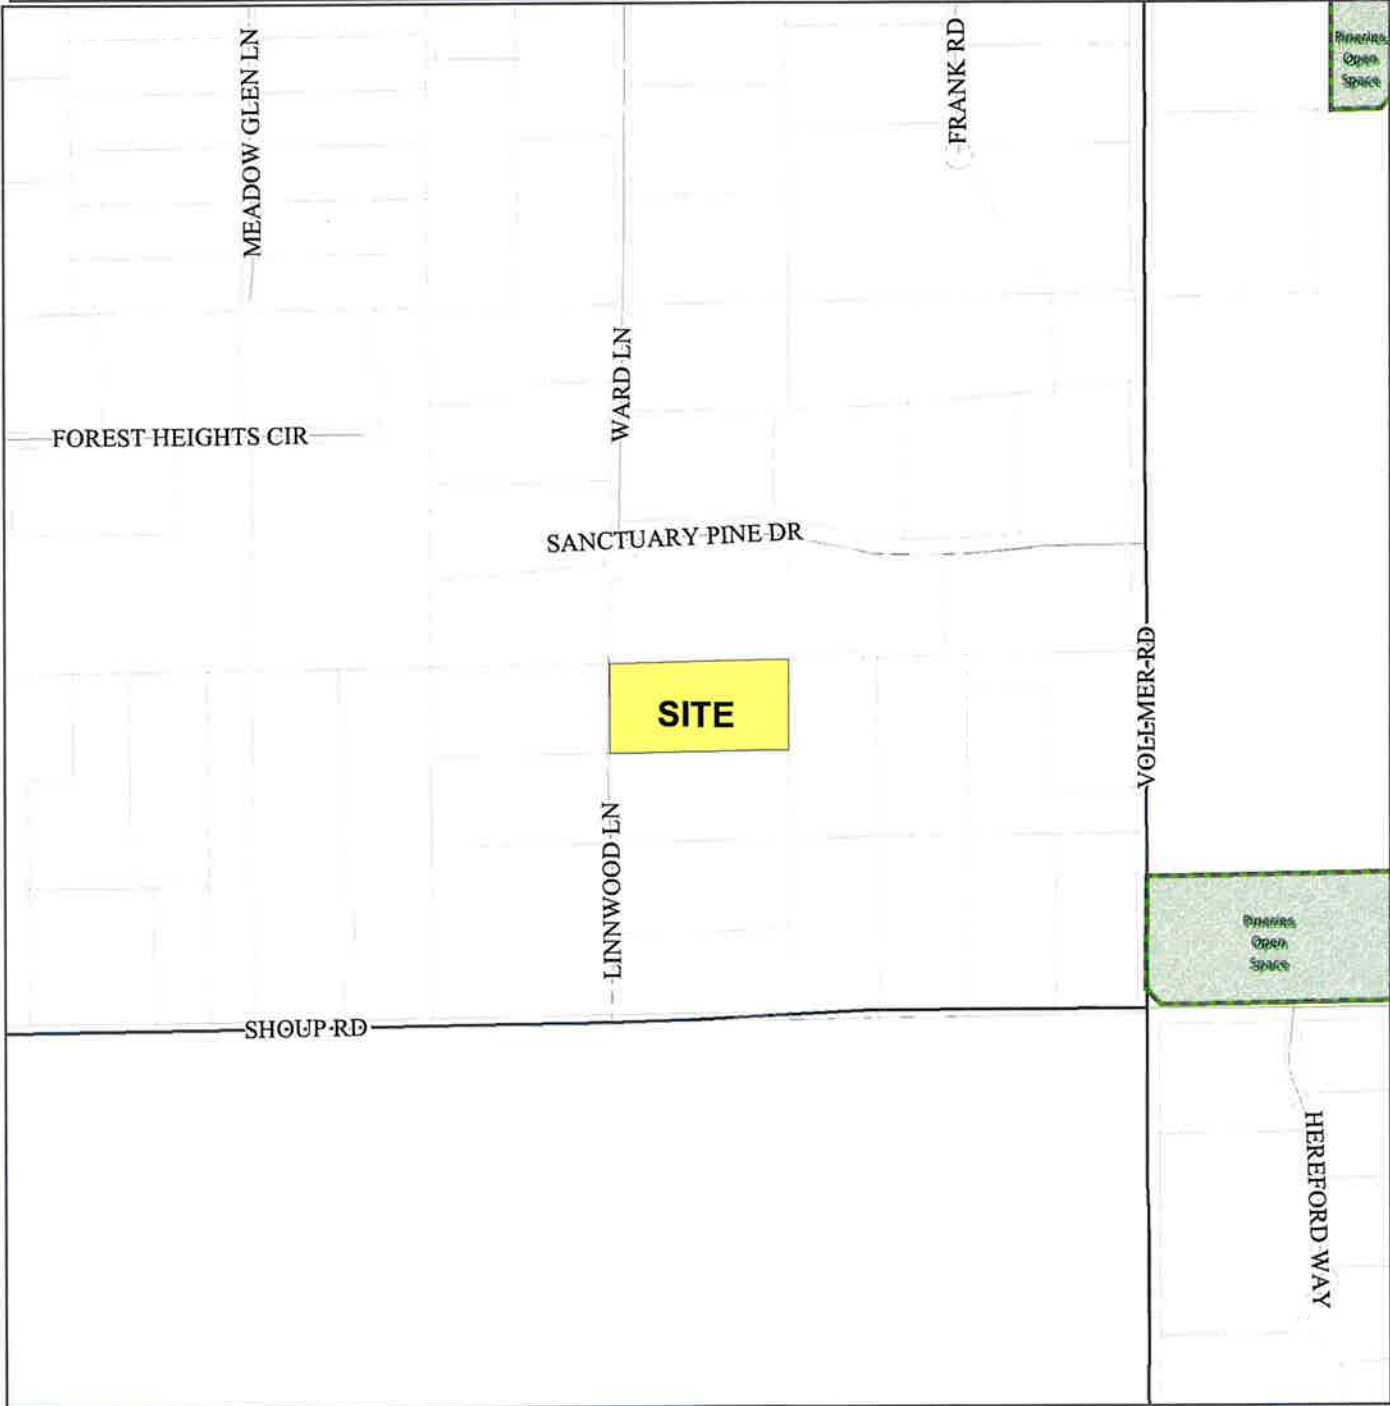 MEADOW GLEN LN
FRANK RD
Pineries
Open
Space
WARD LN
FOREST HEIGHTS CIR
SANCTUARY PINE DR
SITE
VOLLMER RD
LINNWOOD LN
Pineries
Open
Space
SHOUP RD
HEREFORD WAY